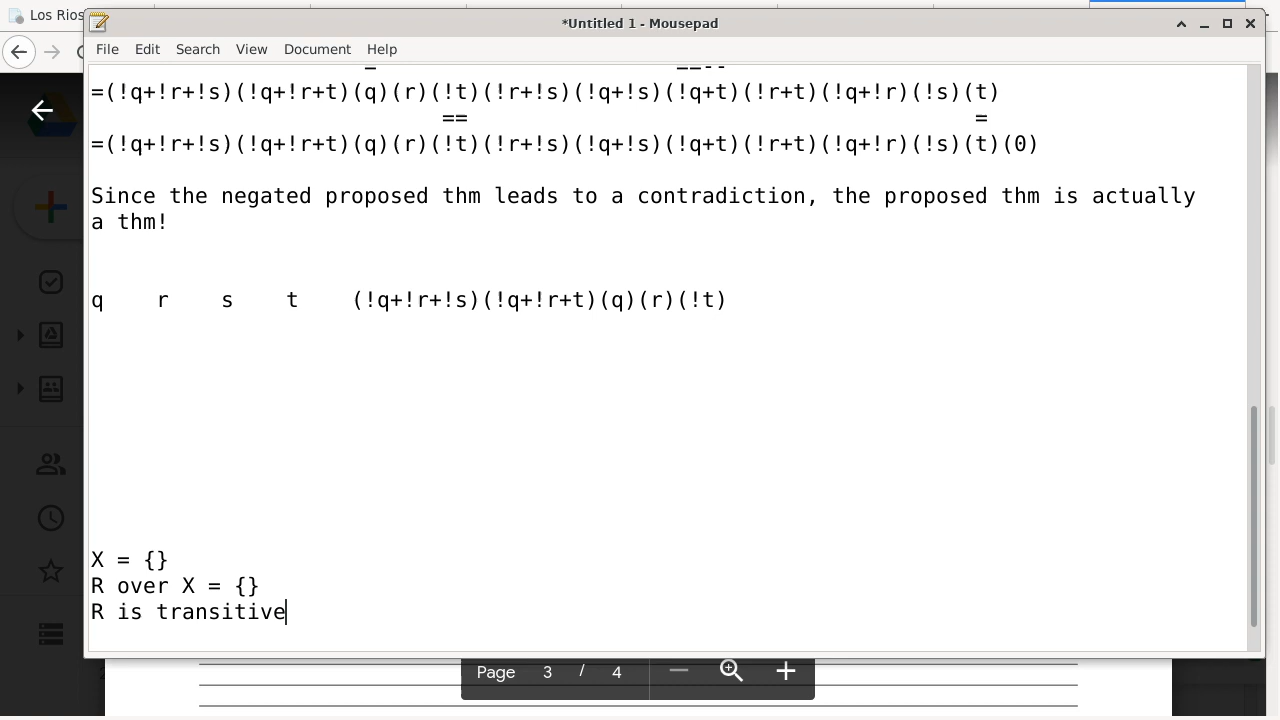 Los Rios
*Untitled 1 - Mousepad
File Edit Search View Document Help
=(!q+!r+!s)(!q+!r+t)(q)(r)(!t)(!r+!s)(!q+!s)(!q+t)(!r+t)(!q+!r)(!s)(t)
== =
=(!q+!r+!s)(!q+!r+t)(q)(r)(!t)(!r+!s)(!q+!s)(!q+t)(!r+t)(!q+!r)(!s)(t)(0)
Since the negated proposed thm leads to a contradiction, the proposed thm is actually
a thm!
q r s t (!q+!r+!s)(!q+!r+t)(q)(r)(!t)
X = {}
R over X = {}
R is transitive
Page 3 / 4